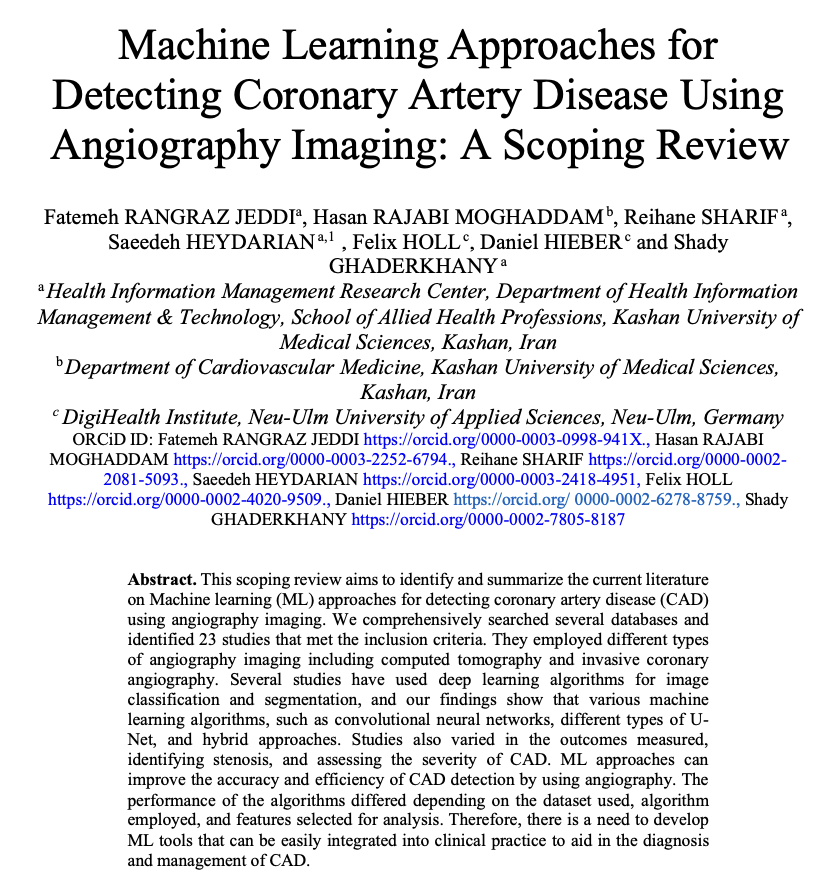 Machine Learning Approaches for
Detecting Coronary Artery Disease Using
Angiography Imaging: A Scoping Review
Fatemeh RANGRAZ JEDDIa, Hasan RAJABI MOGHADDAM b, Reihane SHARIF a,
Saeedeh HEYDARIAN a,1 , Felix HOLL c, Daniel HIEBER c and Shady
GHADERKHANY a
a Health Information Management Research Center, Department of Health Information
Management & Technology, School of Allied Health Professions, Kashan University of
Medical Sciences, Kashan, Iran
b Department of Cardiovascular Medicine, Kashan University of Medical Sciences,
Kashan, Iran
c DigiHealth Institute, Neu-Ulm University of Applied Sciences, Neu-Ulm, Germany
ORCiD ID: Fatemeh RANGRAZ JEDDI https://orcid.org/0000-0003-0998-941X., Hasan RAJABI
MOGHADDAM https://orcid.org/0000-0003-2252-6794., Reihane SHARIF https://orcid.org/0000-0002-
2081-5093., Saeedeh HEYDARIAN https://orcid.org/0000-0003-2418-4951, Felix HOLL
https://orcid.org/0000-0002-4020-9509., Daniel HIEBER https://orcid.org/ 0000-0002-6278-8759., Shady
GHADERKHANY https://orcid.org/0000-0002-7805-8187
Abstract. This scoping review aims to identify and summarize the current literature
on Machine learning (ML) approaches for detecting coronary artery disease (CAD)
using angiography imaging. We comprehensively searched several databases and
identified 23 studies that met the inclusion criteria. They employed different types
of angiography imaging including computed tomography and invasive coronary
angiography. Several studies have used deep learning algorithms for image
classification and segmentation, and our findings show that various machine
learning algorithms, such as convolutional neural networks, different types of U-
Net, and hybrid approaches. Studies also varied in the outcomes measured,
identifying stenosis, and assessing the severity of CAD. ML approaches can
improve the accuracy and efficiency of CAD detection by using angiography. The
performance of the algorithms differed depending on the dataset used, algorithm
employed, and features selected for analysis. Therefore, there is a need to develop
ML tools that can be easily integrated into clinical practice to aid in the diagnosis
and management of CAD.